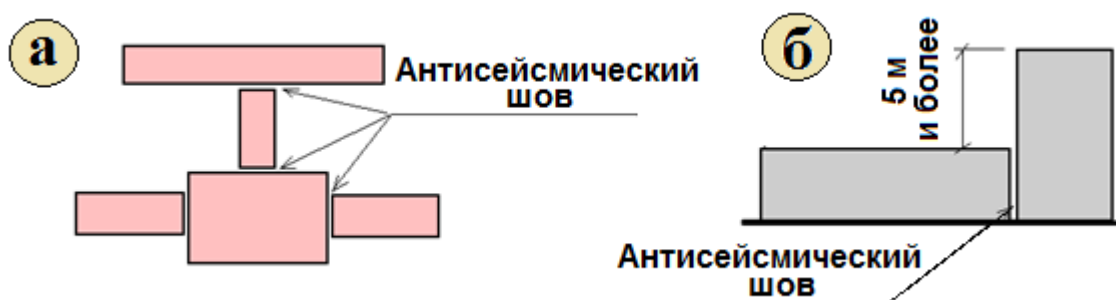 а
Антисейсмический
шов
б
5 м
и более
Антисейсмический
шов